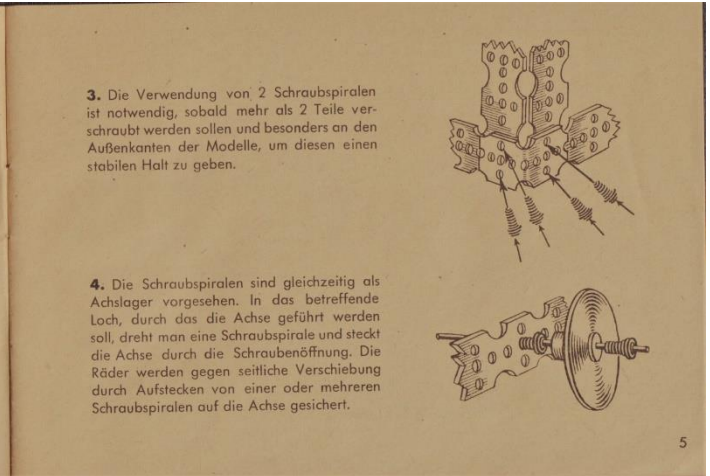 3. Die Verwendung von 2 Schraubspiralen
ist notwendig, sobald mehr als 2 Teile ver-
schraubt werden sollen und besonders an den
Außenkanten der Modelle, um diesen einen
stabilen Halt zu geben.
4. Die Schraubspiralen sind gleichzeitig als
Achslager vorgesehen. In das betreffende
Loch, durch das die Achse geführt werden
soll, dreht man eine Schraubspirale und steckt
die Achse durch die Schraubenöffnung. Die
Räder werden gegen seitliche Verschiebung
durch Aufstecken von einer oder mehreren
Schraubspiralen auf die Achse gesichert.
5